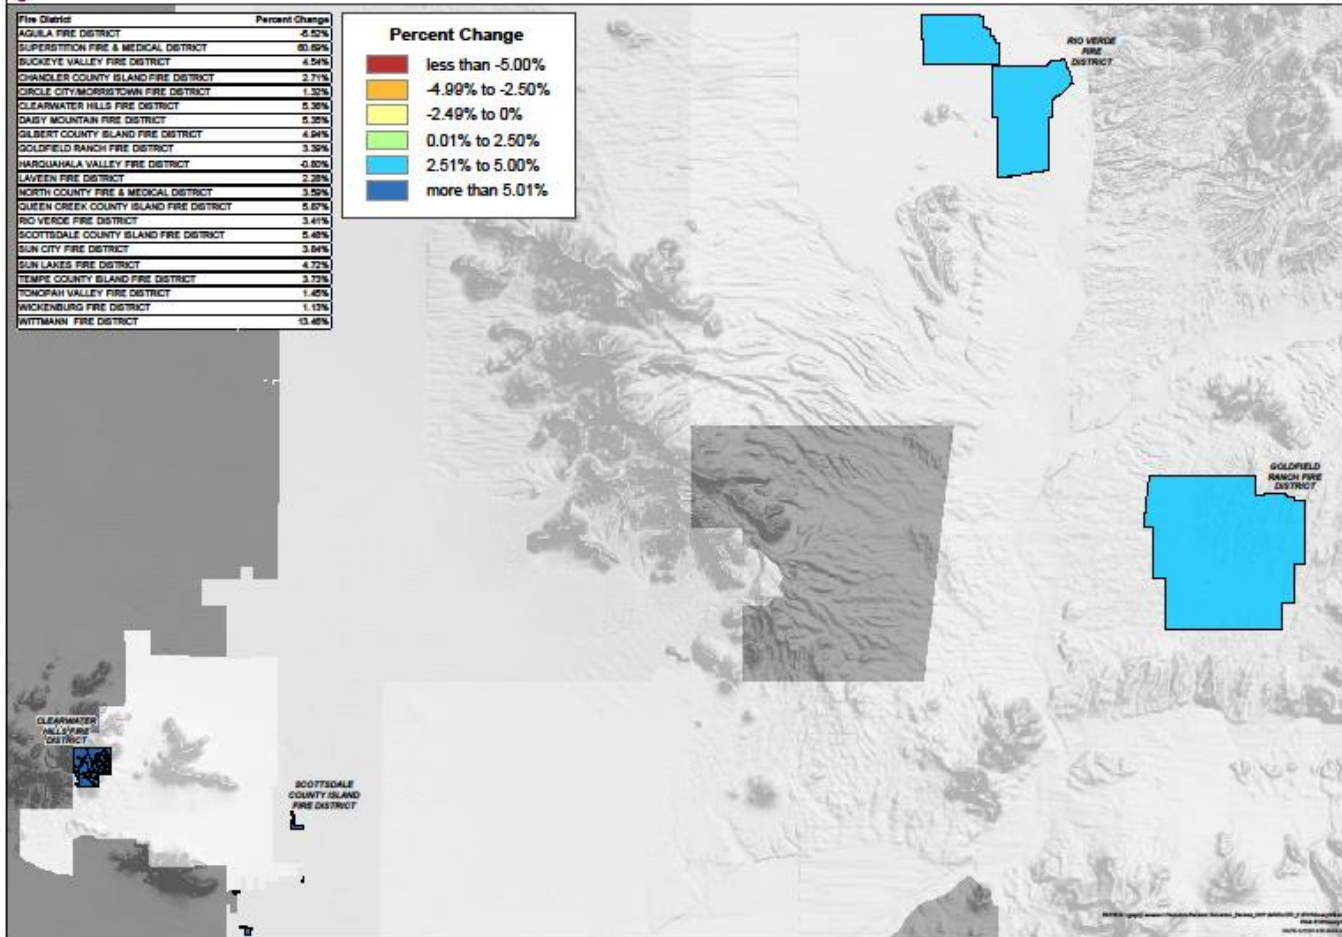 Fire District Percent Change
AGUILA FIRE DISTRICT -6.52%
SUPERSTITION FIRE & MEDICAL DISTRICT 60.69%
BUCKEYE VALLEY FIRE DISTRICT 4.54%
CHANDLER COUNTY ISLAND FIRE DISTRICT 2.71%
CIRCLE CITY/MORRISTOWN FIRE DISTRICT 1.32%
CLEARWATER HILLS FIRE DISTRICT 5.36%
DAISY MOUNTAIN FIRE DISTRICT 5.35%
GILBERT COUNTY ISLAND FIRE DISTRICT 4.94%
GOLDFIELD RANCH FIRE DISTRICT 3.39%
HARQUAHALA VALLEY FIRE DISTRICT -0.80%
LAVEEN FIRE DISTRICT 2.28%
NORTH COUNTY FIRE & MEDICAL DISTRICT 3.59%
QUEEN CREEK COUNTY ISLAND FIRE DISTRICT 5.67%
RIO VERDE FIRE DISTRICT 3.41%
SCOTTSDALE COUNTY ISLAND FIRE DISTRICT 5.48%
SUN CITY FIRE DISTRICT 3.84%
SUN LAKES FIRE DISTRICT 4.72%
TEMPE COUNTY ISLAND FIRE DISTRICT 3.73%
TONOPAH VALLEY FIRE DISTRICT 1.45%
WICKENBURG FIRE DISTRICT 1.13%
WITTMANN FIRE DISTRICT 13.46%
Percent Change
less than -5.00%
-4.99% to -2.50%
-2.49% to 0%
0.01% to 2.50%
2.51% to 5.00%
more than 5.01%
RIO VERDE
FIRE
DISTRICT
GOLDFIELD
RANCH FIRE
DISTRICT
CLEARWATER
HILLS FIRE
DISTRICT
SCOTTSDALE
COUNTY ISLAND
FIRE DISTRICT